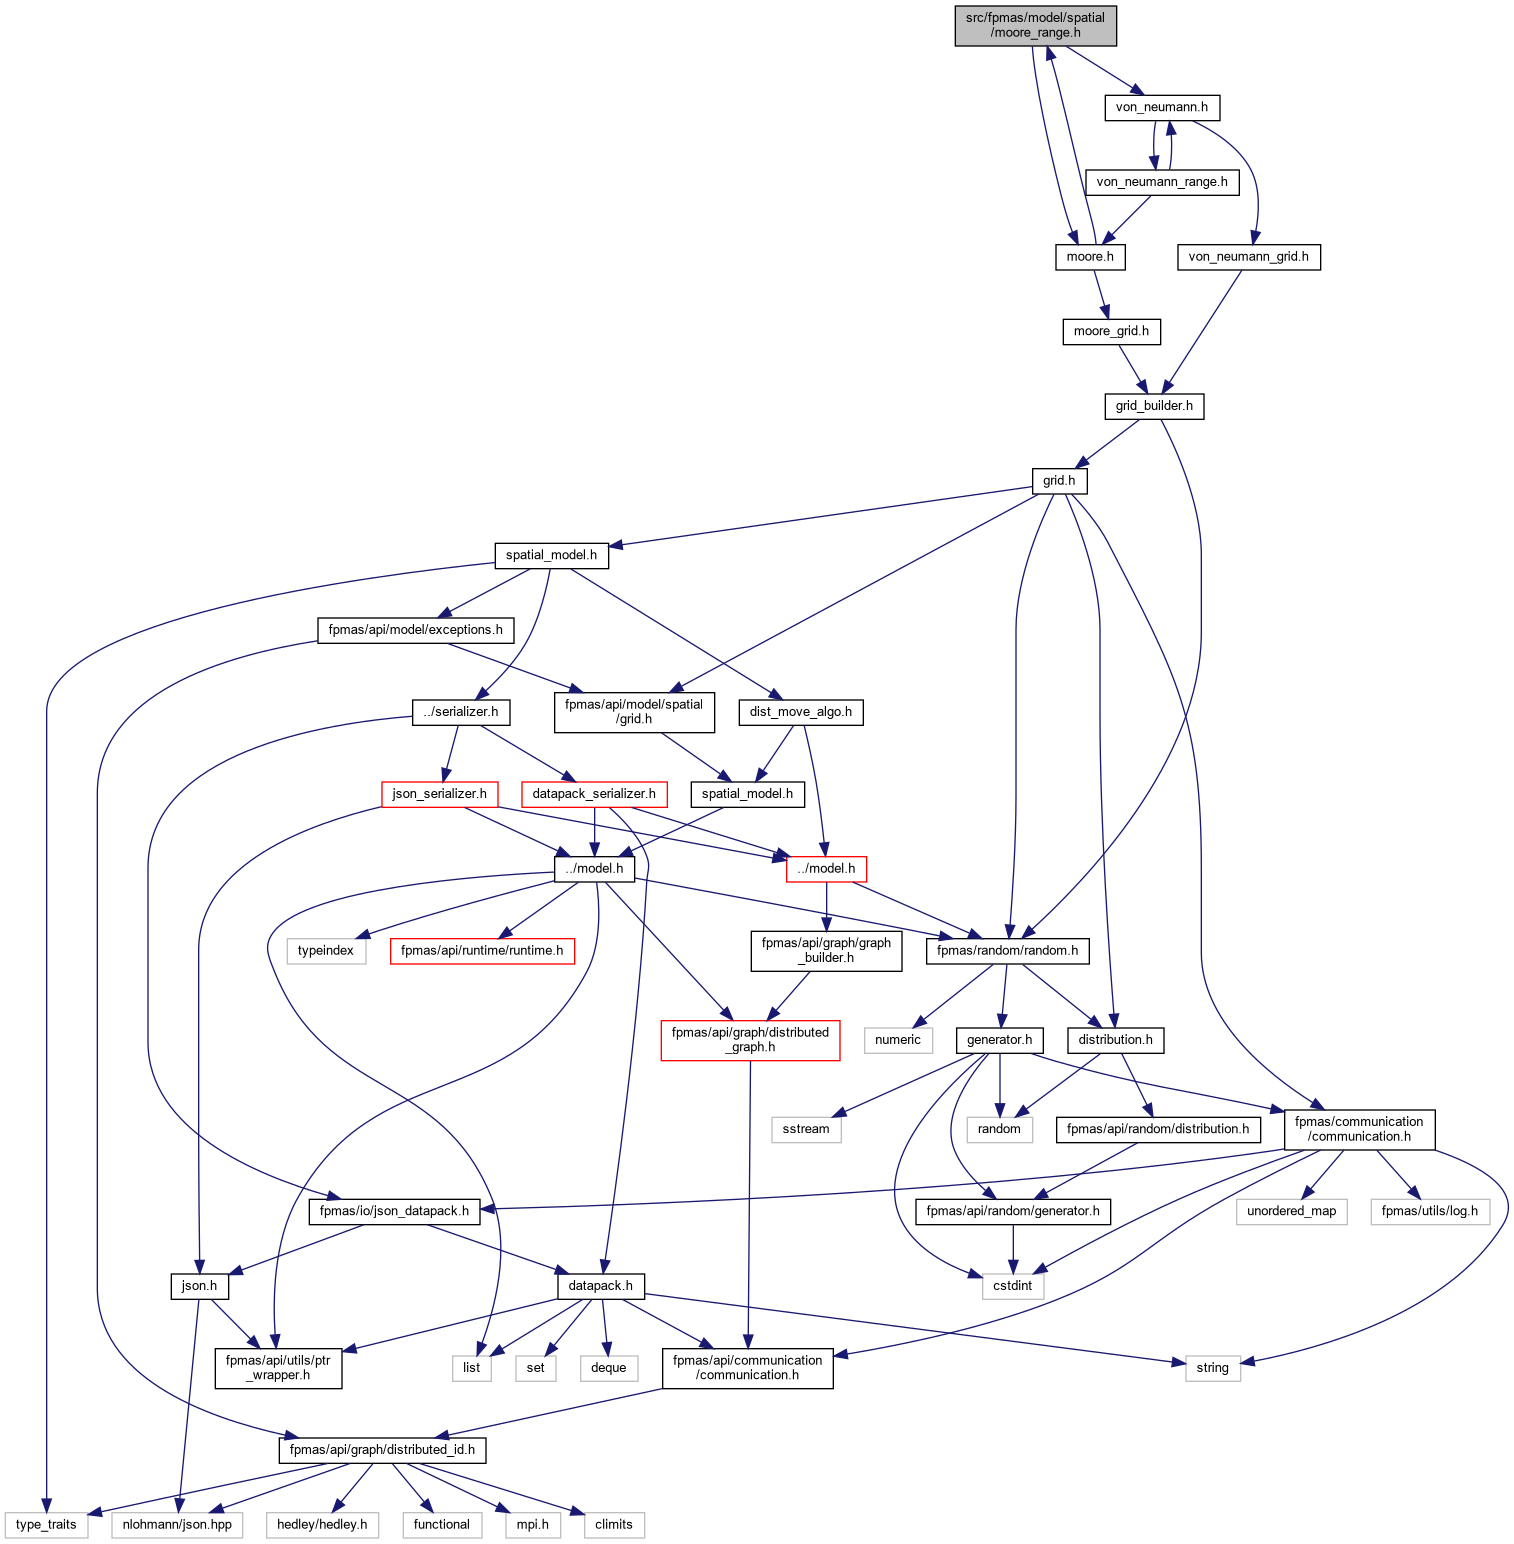 src/fpmas/model/spatial
/moore_range.h
von_neumann.h
von_neumann_range.h
moore.h
von_neumann_grid.h
moore_grid.h
grid_builder.h
grid.h
spatial_model.h
fpmas/api/model/exceptions.h
../serializer.h
fpmas/api/model/spatial
/grid.h
dist_move_algo.h
json_serializer.h
datapack_serializer.h
spatial_model.h
../model.h
../model.h
typeindex
fpmas/api/runtime/runtime.h
fpmas/api/graph/graph
_builder.h
fpmas/random/random.h
fpmas/api/graph/distributed
_graph.h
numeric
generator.h
distribution.h
sstream
random
fpmas/api/random/distribution.h
fpmas/communication
/communication.h
fpmas/io/json_datapack.h
fpmas/api/random/generator.h
unordered_map
fpmas/utils/log.h
json.h
datapack.h
cstdint
fpmas/api/utils/ptr
_wrapper.h
list
set
deque
fpmas/api/communication
/communication.h
string
fpmas/api/graph/distributed_id.h
type_traits
nlohmann/json.hpp
hedley/hedley.h
functional
mpi.h
climits